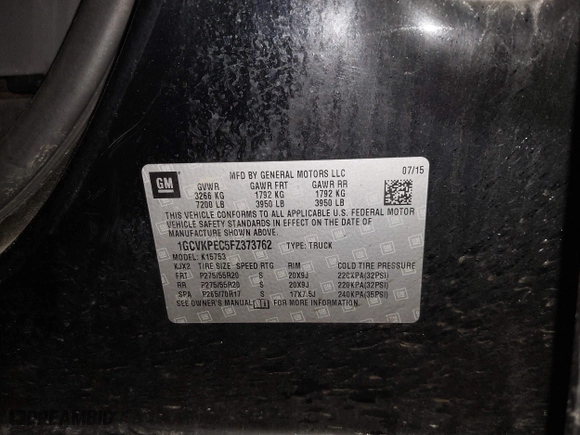 GM
MFD BY GENERAL MOTORS LLC
07/15
GVWR GAWR FRT GAWR RR
3266 KG 1792 KG 1792 KG
7200 LB 3950 LB 3950 LB
THIS VEHICLE CONFORMS TO ALL APPLICABLE U.S. FEDERAL MOTOR
VEHICLE SAFETY STANDARDS IN EFFECT ON THE DATE OF
MANUFACTURE SHOWN ABOVE.
1GCVKPEC5FZ373762 TYPE: TRUCK
MODEL: K15753
KJX2 TIRE SIZE SPEED RTG RIM COLD TIRE PRESSURE
FRT P275/55R20 S 20X9J 220KPA(32PSI)
RR P275/55R20 S 20X9J 220KPA(32PSI)
SPA P265/70R17 S 17X7.5J 240KPA(35PSI)
SEE OWNER'S MANUAL FOR MORE INFORMATION.